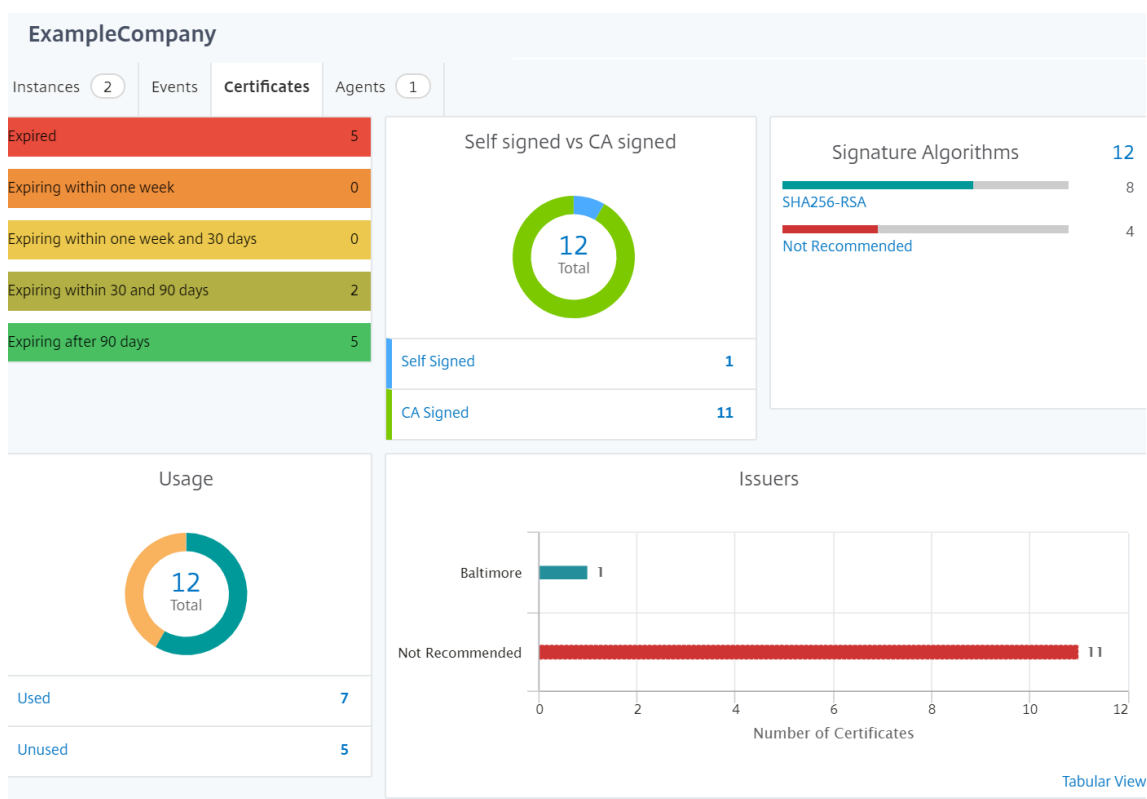 ExampleCompany
Instances 2 Events Certificates Agents 1
Expired 5
Expiring within one week 0
Expiring within one week and 30 days 0
Expiring within 30 and 90 days 2
Expiring after 90 days 5
Self signed vs CA signed
12
Total
Self Signed 1
CA Signed 11
Signature Algorithms 12
8
SHA256-RSA
4
Not Recommended
Usage
12
Total
Used 7
Unused 5
Issuers
Baltimore 1
Not Recommended 11
0 2 4 6 8 10 12
Number of Certificates
Tabular View